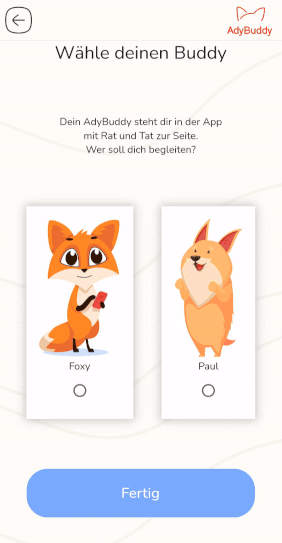 AdyBuddy
Wähle deinen Buddy
Dein AdyBuddy steht dir in der App
mit Rat und Tat zur Seite.
Wer soll dich begleiten?
Foxy
Paul
Fertig